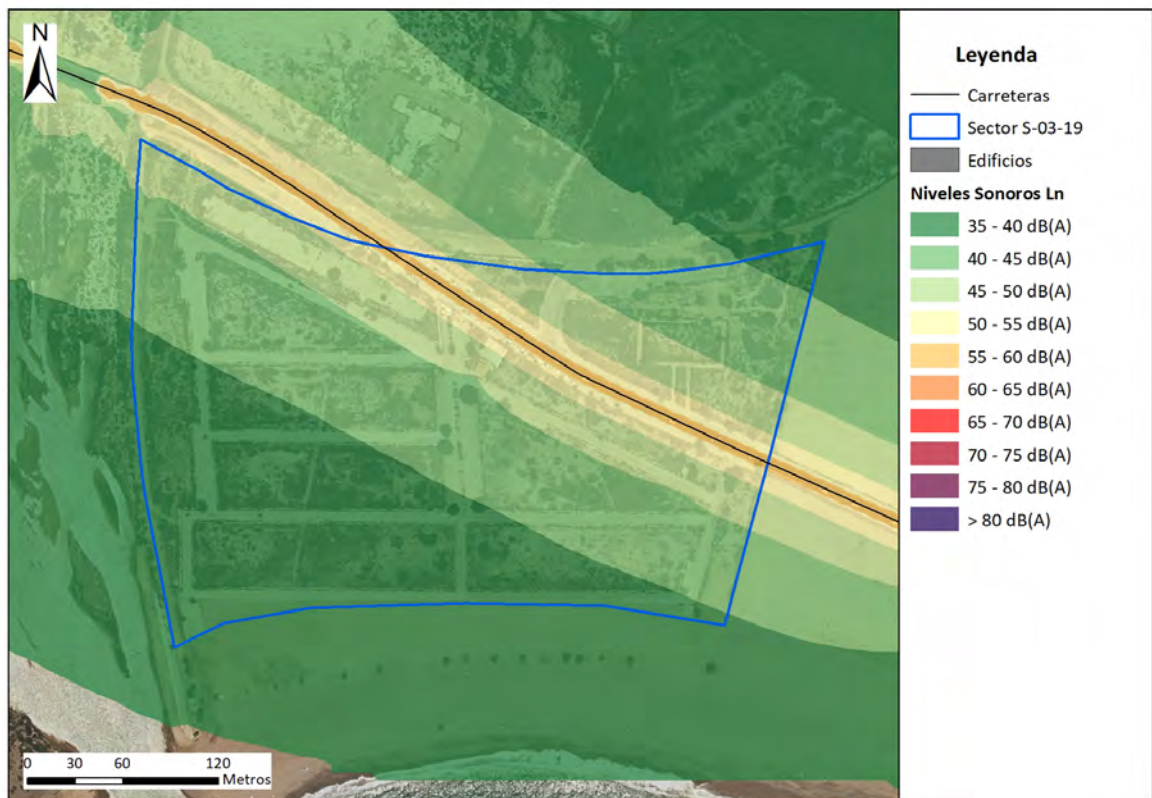 N
Leyenda
Carreteras
Sector S-03-19
Edificios
Niveles Sonoros Ln
35 - 40 dB(A)
40 - 45 dB(A)
45 - 50 dB(A)
50 - 55 dB(A)
55 - 60 dB(A)
60 - 65 dB(A)
65 - 70 dB(A)
70 - 75 dB(A)
75 - 80 dB(A)
> 80 dB(A)
0 30 60 120
Metros